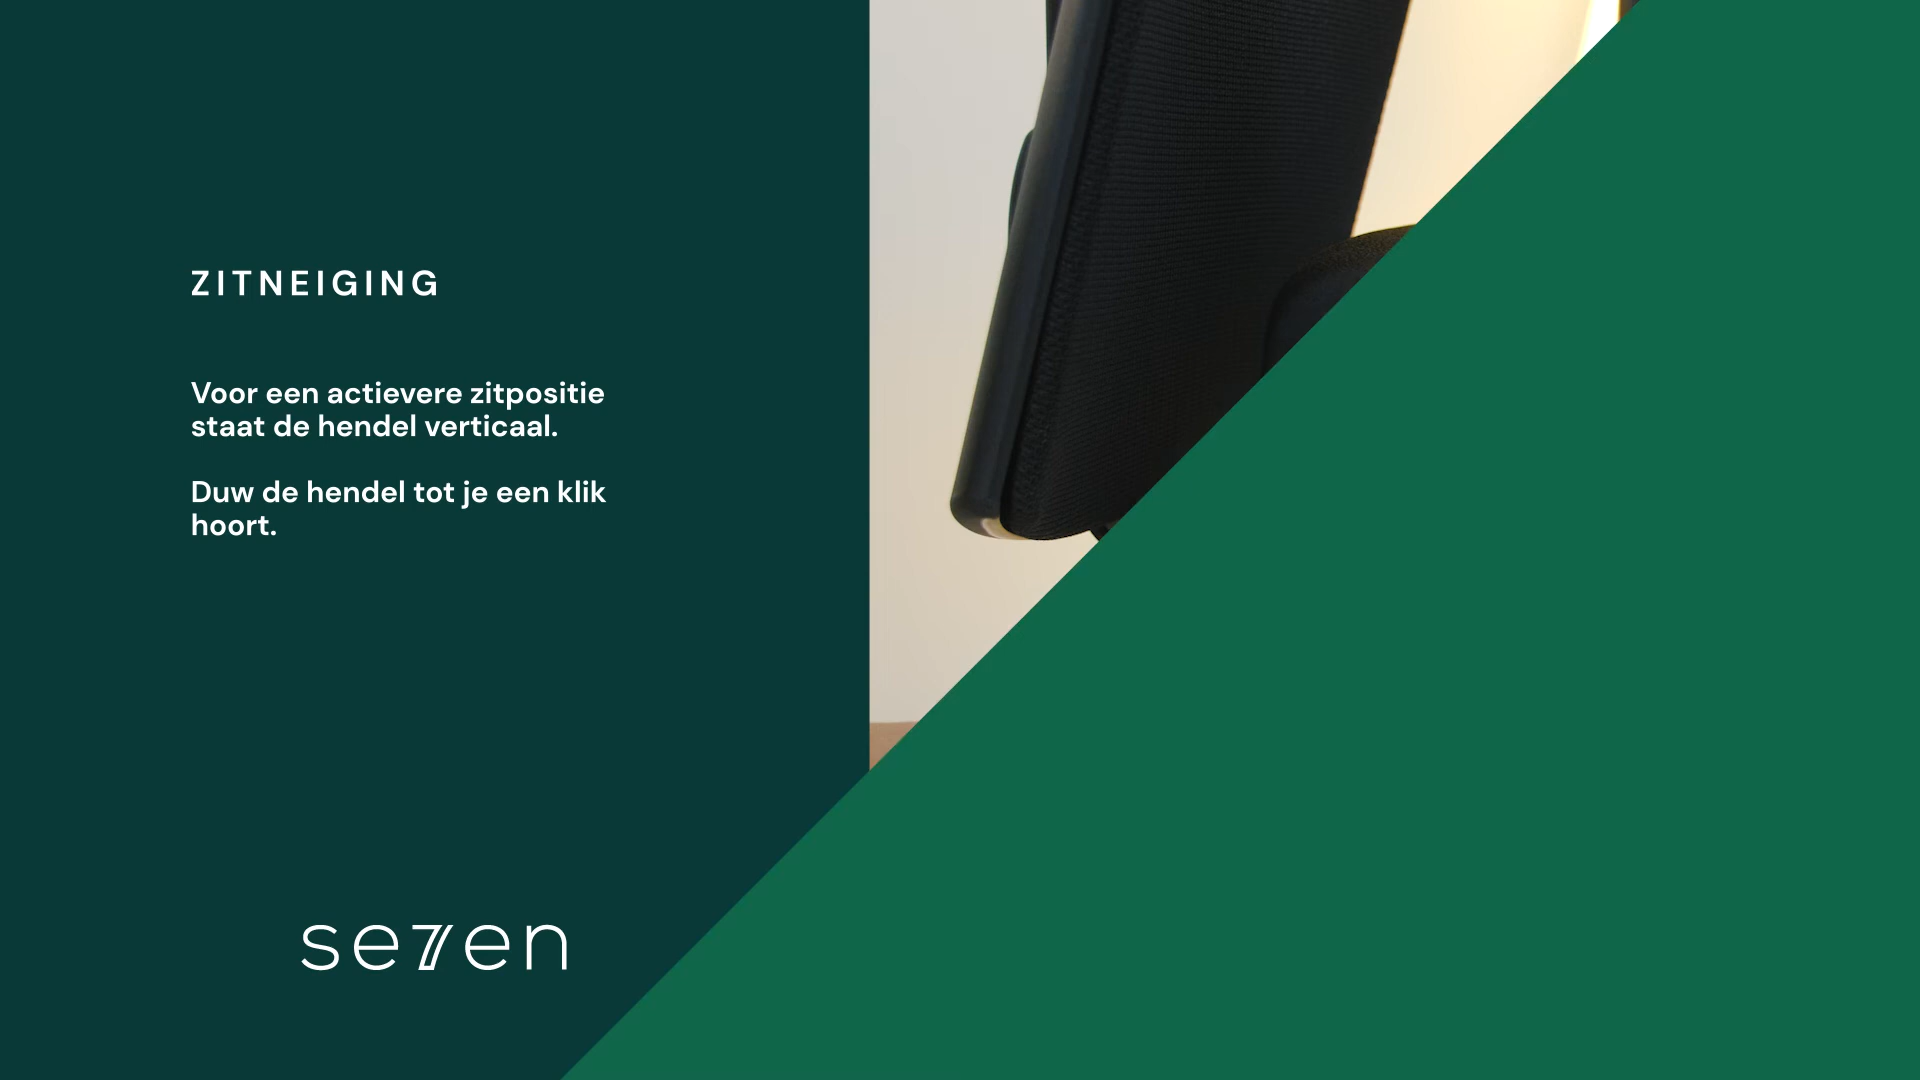 ZITNEIGING
Voor een actievere zitpositie
staat de hendel verticaal.
Duw de hendel tot je een klik
hoort.
se7en